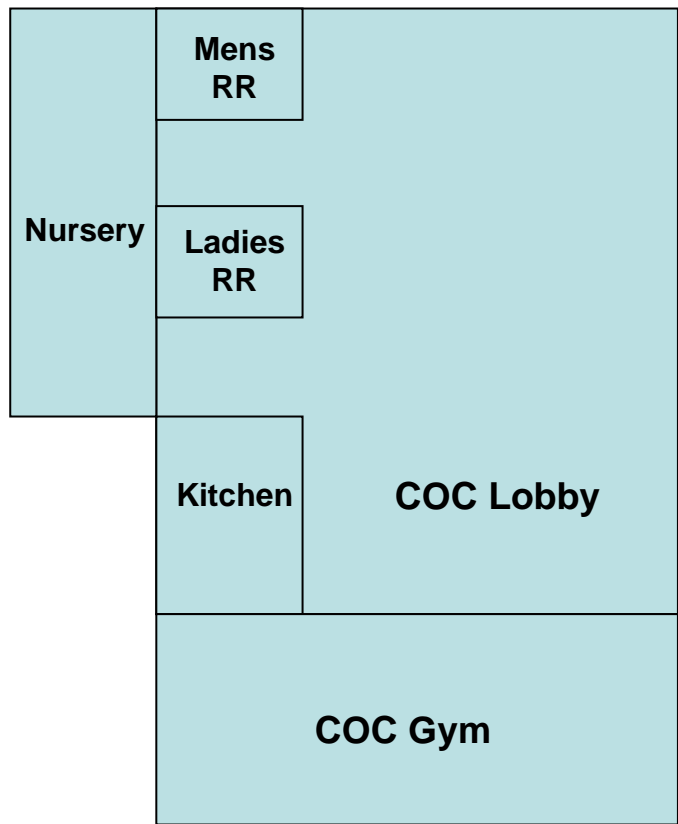 Mens
RR
Nursery
Ladies
RR
Kitchen
COC Lobby
COC Gym